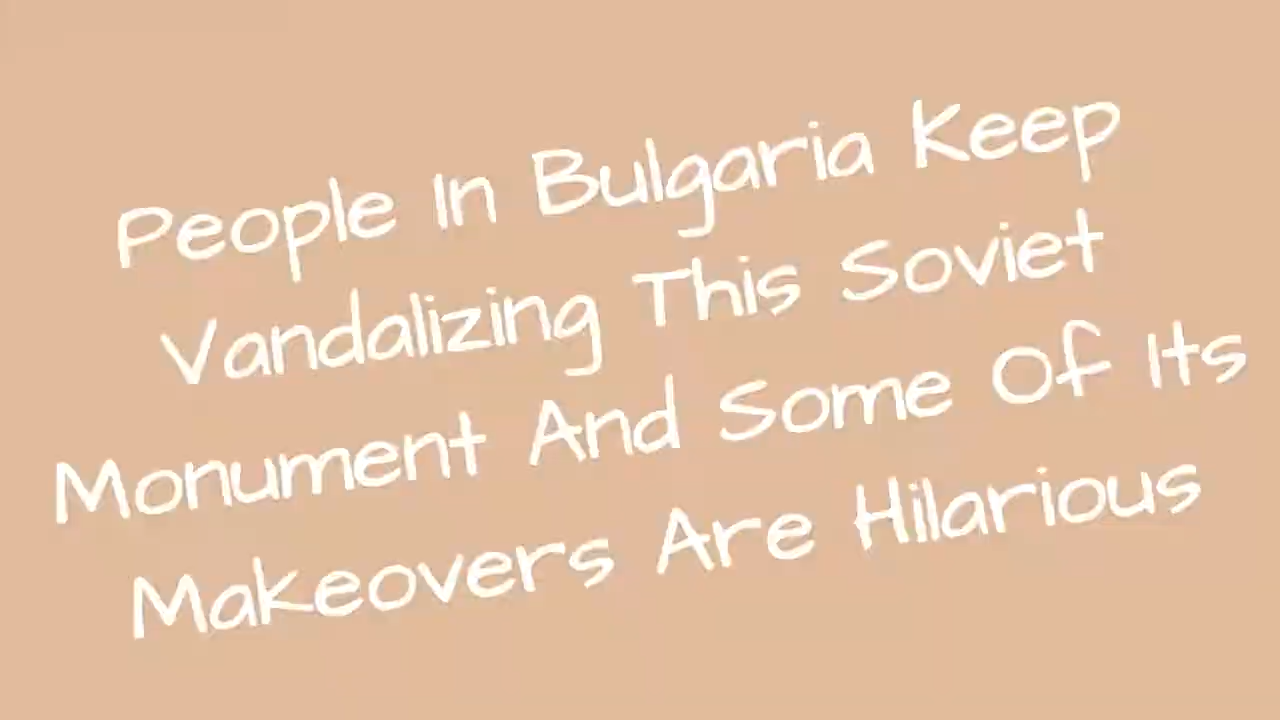 People In Bulgaria Keep
Vandalizing This Soviet
Monument And Some Of Its
Makeovers Are Hilarious